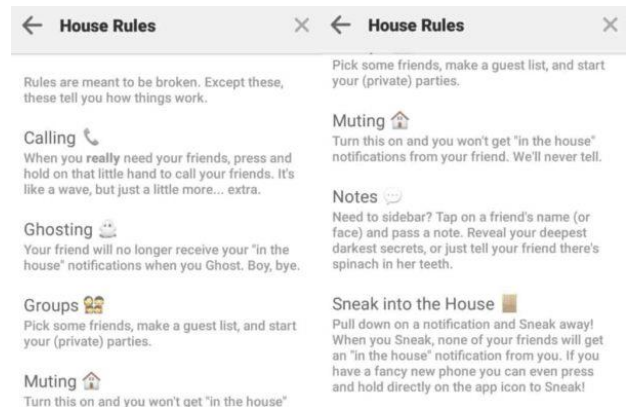 House Rules
Rules are meant to be broken. Except these,
these tell you how things work.
Calling
When you really need your friends, press and
hold on that little hand to call your friends. It's
like a wave, but just a little more... extra.
Ghosting
Your friend will no longer receive your "in the
house" notifications when you Ghost. Boy, bye.
Groups
Pick some friends, make a guest list, and start
your (private) parties.
Muting
Turn this on and you won't get "in the house"
House Rules
Pick some friends, make a guest list, and start
your (private) parties.
Muting
Turn this on and you won't get "in the house"
notifications from your friend. We'll never tell.
Notes
Need to sidebar? Tap on a friend's name (or
face) and pass a note. Reveal your deepest
darkest secrets, or just tell your friend there's
spinach in her teeth.
Sneak into the House
Pull down on a notification and Sneak away!
When you Sneak, none of your friends will get
an "in the house" notification from you. If you
have a fancy new phone you can even press
and hold directly on the app icon to Sneak!